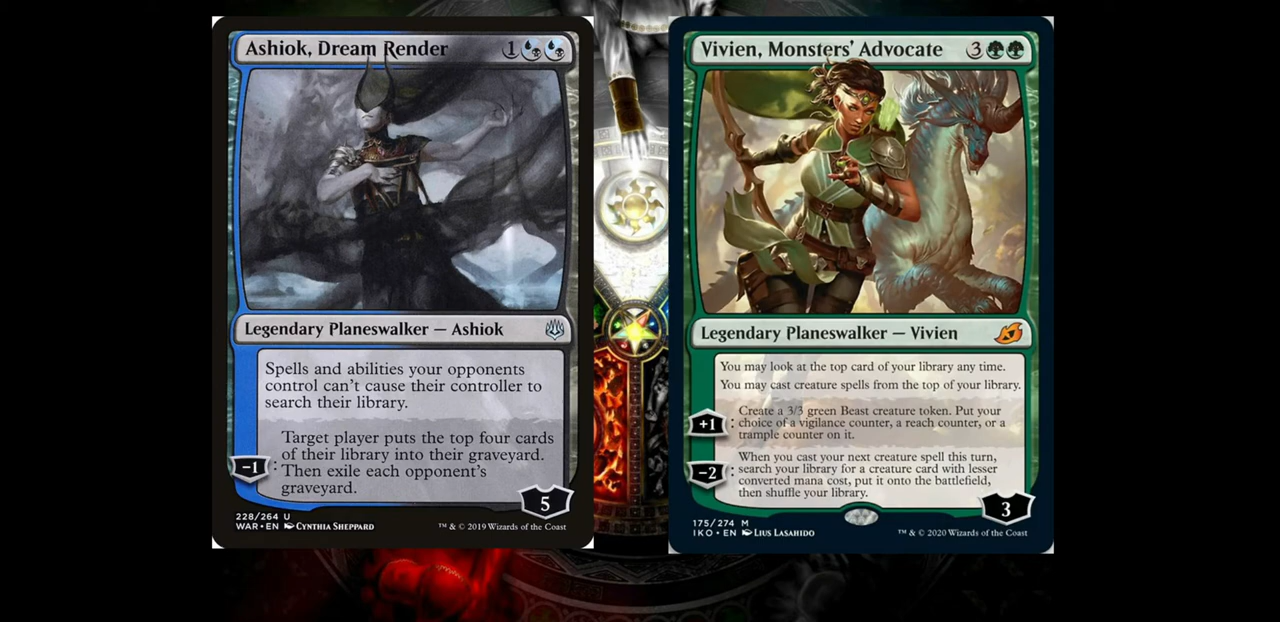 Ashiok, Dream Render 1
Legendary Planeswalker — Ashiok
Spells and abilities your opponents
control can't cause their controller to
search their library.
−1 : Target player puts the top four cards
of their library into their graveyard.
Then exile each opponent's
graveyard.
5
228/264 U
WAR • EN Cynthia Sheppard ™ & © 2019 Wizards of the Coast
Vivien, Monsters' Advocate 3
Legendary Planeswalker — Vivien
You may look at the top card of your library any time.
You may cast creature spells from the top of your library.
+1 : Create a 3/3 green Beast creature token. Put your
choice of a vigilance counter, a reach counter, or a
trample counter on it.
−2 : When you cast your next creature spell this turn,
search your library for a creature card with lesser
converted mana cost, put it onto the battlefield,
then shuffle your library.
3
175/274 M
IKO • EN Lius Lasahido ™ & © 2020 Wizards of the Coast